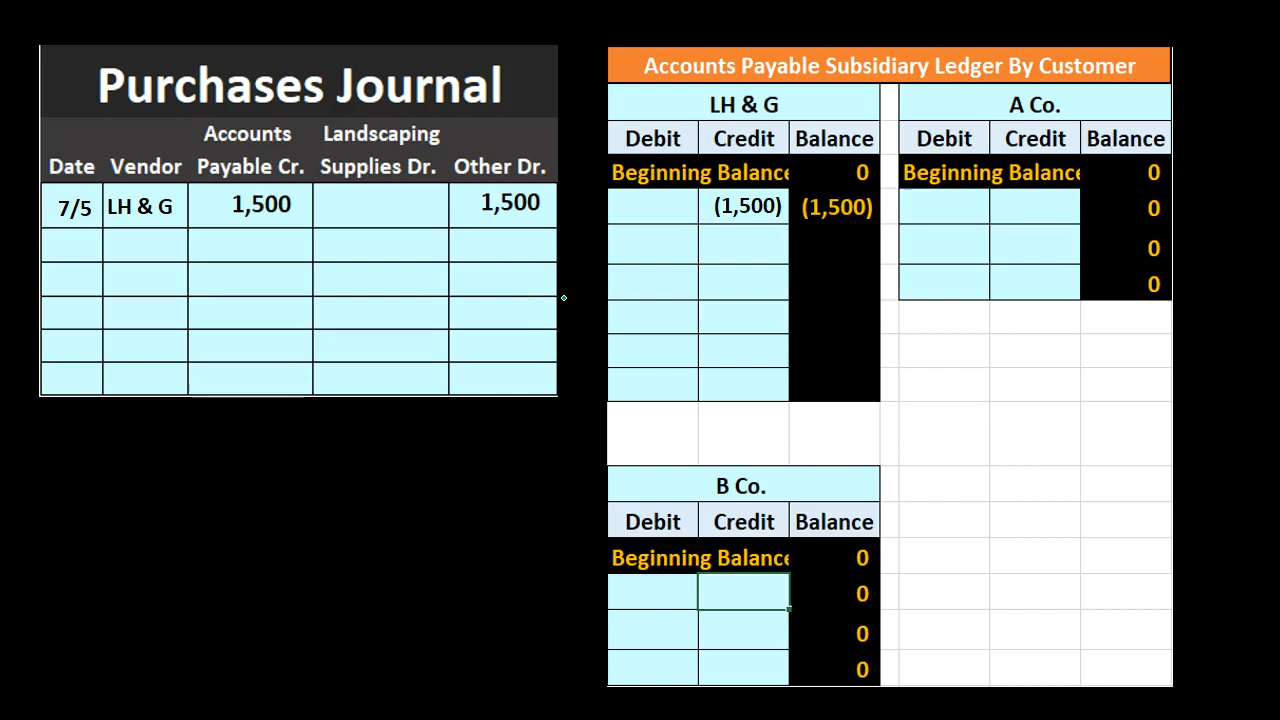 Purchases Journal
Accounts Landscaping
Date Vendor Payable Cr. Supplies Dr. Other Dr.
7/5 LH & G 1,500 1,500
Accounts Payable Subsidiary Ledger By Customer
LH & G A Co.
Debit Credit Balance Debit Credit Balance
Beginning Balance 0 Beginning Balance 0
(1,500) (1,500) 0
0
0
B Co.
Debit Credit Balance
Beginning Balance 0
0
0
0